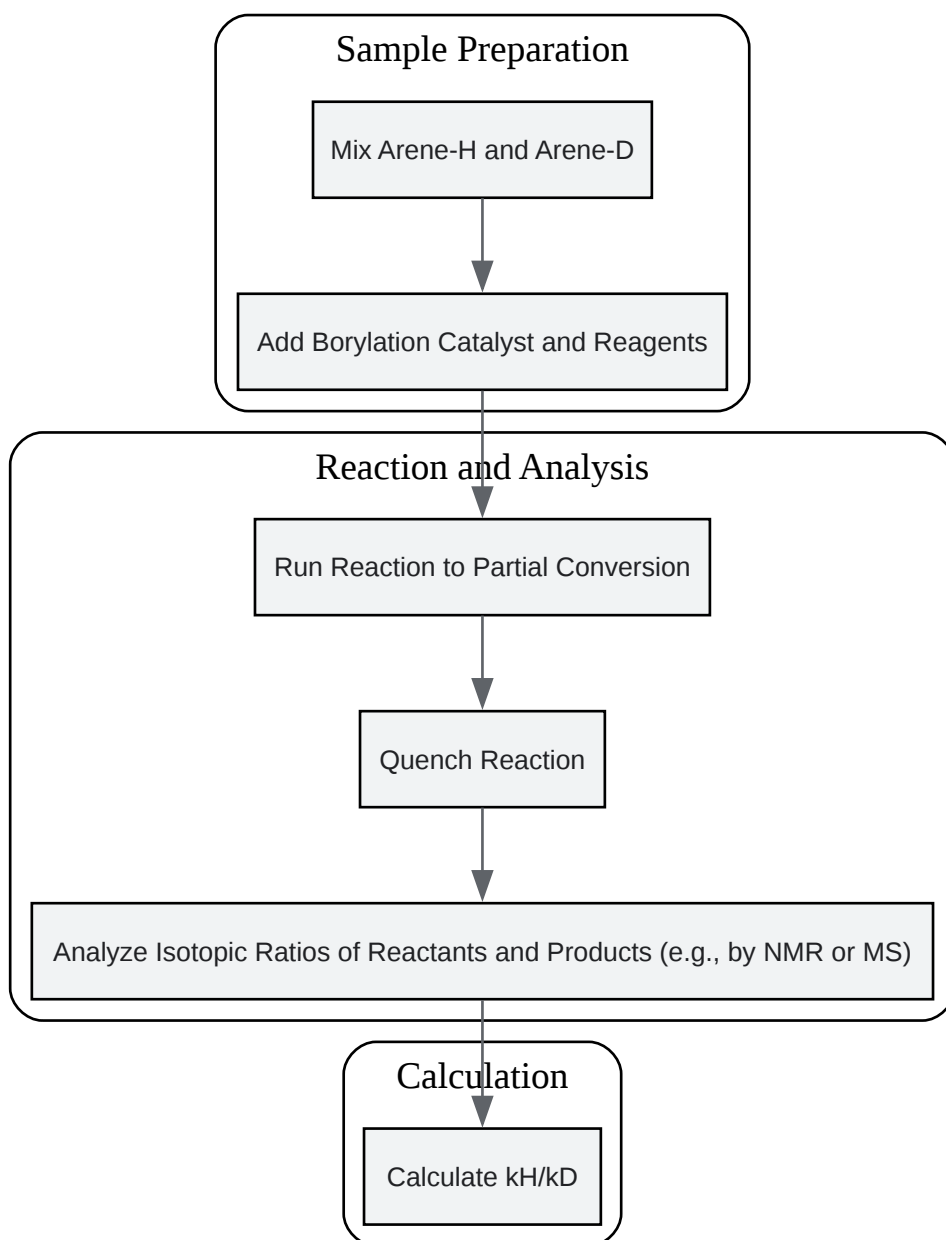 Sample Preparation
Mix Arene-H and Arene-D
Add Borylation Catalyst and Reagents
Reaction and Analysis
Run Reaction to Partial Conversion
Quench Reaction
Analyze Isotopic Ratios of Reactants and Products (e.g., by NMR or MS)
Calculation
Calculate kH/kD